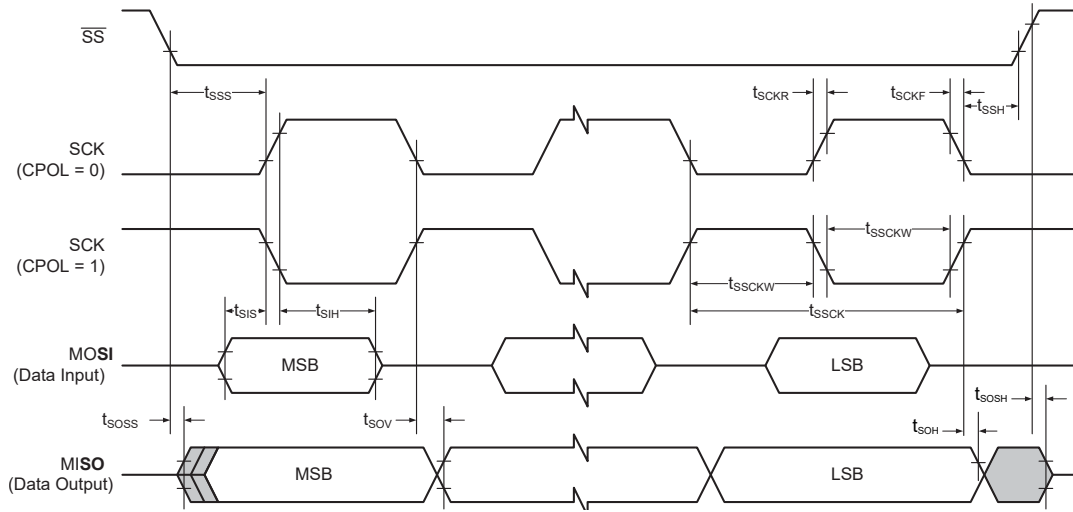 SS
tSSS
tSCKR
tSCKF
tSSH
SCK
(CPOL = 0)
SCK
(CPOL = 1)
tSSCKW
tSSCKW
tSSCK
tSIS
tSIH
MOSI
(Data Input)
MSB
LSB
tSOSS
tSOV
tSOH
tSOSH
MISO
(Data Output)
MSB
LSB